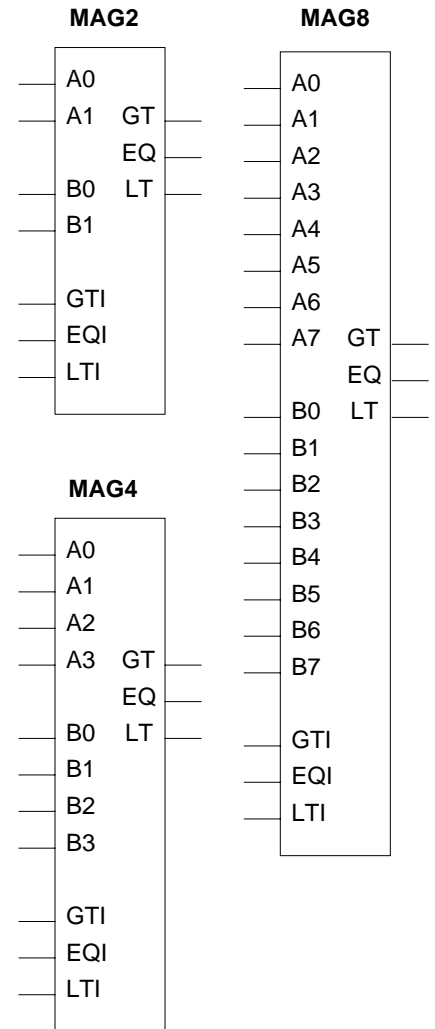 MAG2
A0
A1 GT
EQ
B0 LT
B1
GTI
EQI
LTI
MAG4
A0
A1
A2
A3 GT
EQ
B0 LT
B1
B2
B3
GTI
EQI
LTI
MAG8
A0
A1
A2
A3
A4
A5
A6
A7 GT
EQ
B0 LT
B1
B2
B3
B4
B5
B6
B7
GTI
EQI
LTI